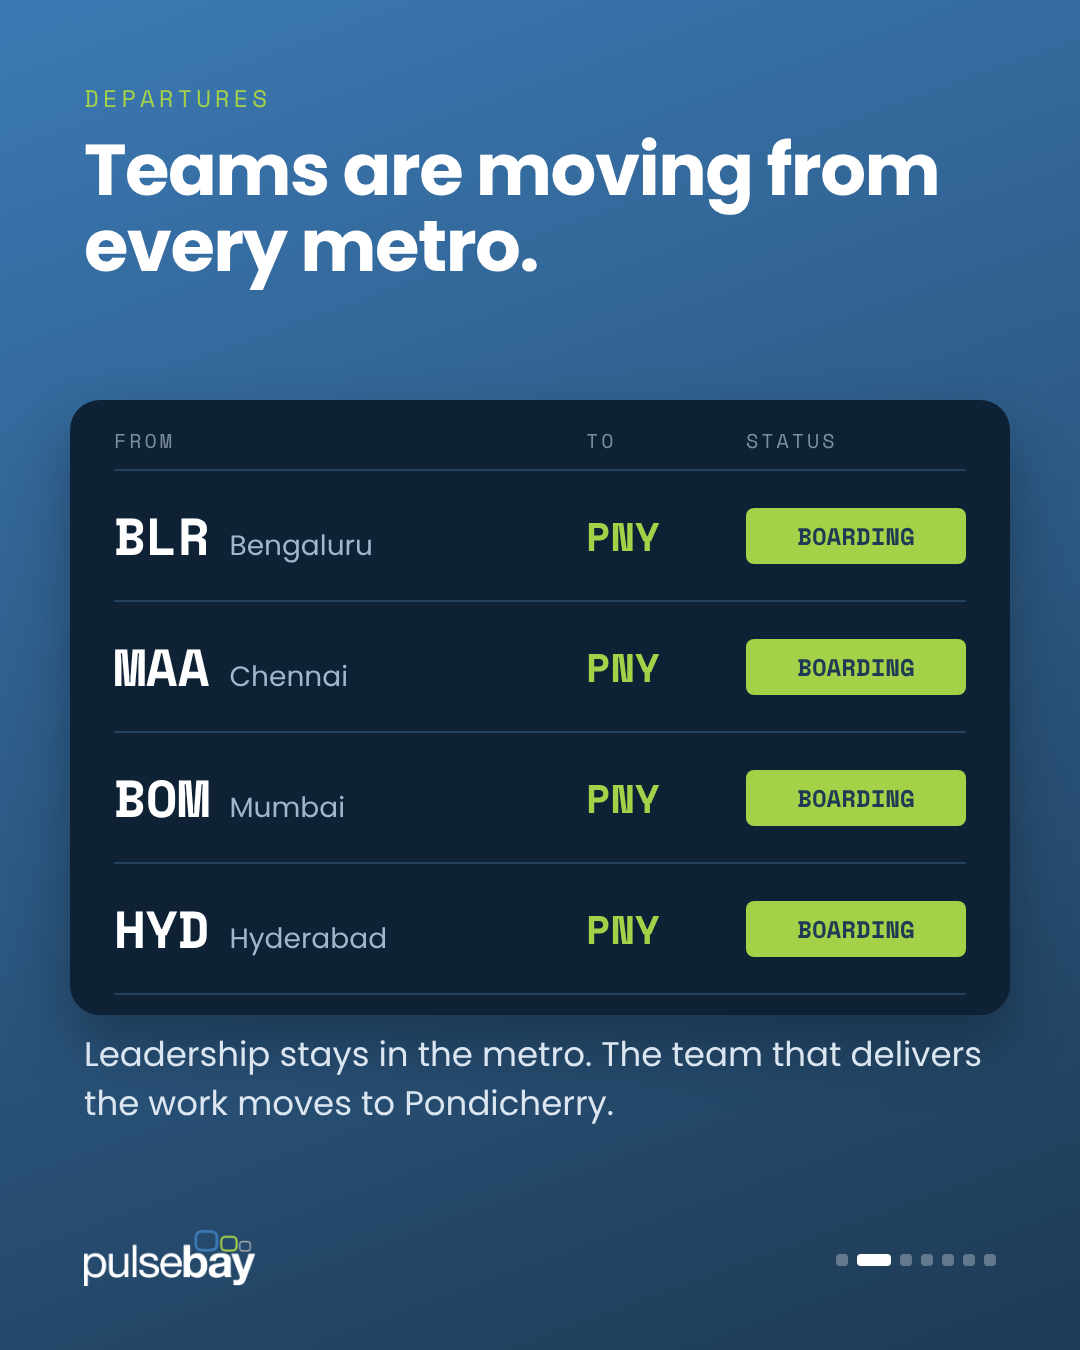 DEPARTURES
Teams are moving from
every metro.
FROM TO STATUS
BLR Bengaluru PNY BOARDING
MAA Chennai PNY BOARDING
BOM Mumbai PNY BOARDING
HYD Hyderabad PNY BOARDING
Leadership stays in the metro. The team that delivers
the work moves to Pondicherry.
pulsebay